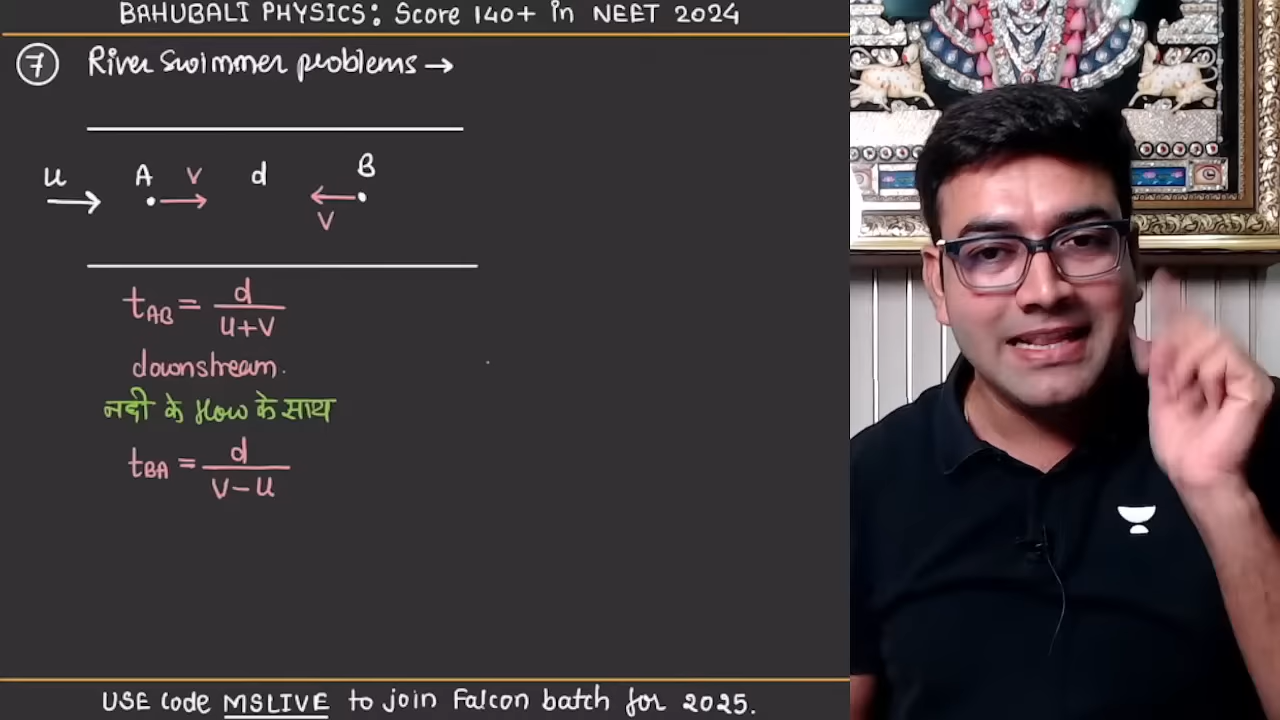 BAHUBALI PHYSICS: Score 140+ in NEET 2024
7 River swimmer problems →
u A v d B
v
tAB = d / u+v
downstream.
नदी के flow के साथ
tBA = d / v-u
USE Code MSLIVE to join Falcon batch for 2025.